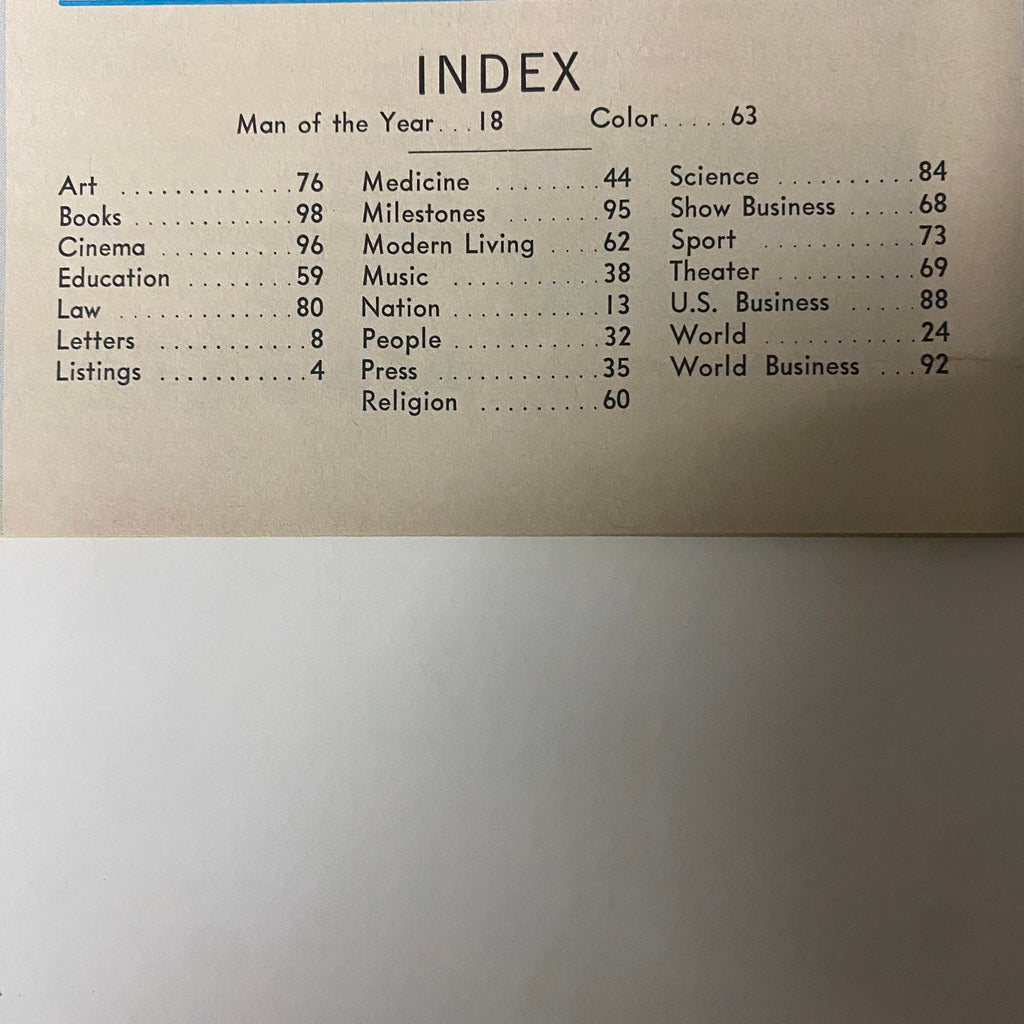 INDEX
Man of the Year...18 Color.....63
Art .............76
Books ............98
Cinema ..........96
Education ........59
Law .............80
Letters ...........8
Listings ...........4
Medicine ........44
Milestones .......95
Modern Living ....62
Music ...........38
Nation ...........13
People ...........32
Press ............35
Religion .........60
Science ..........84
Show Business .....68
Sport ...........73
Theater ..........69
U.S. Business .....88
World ...........24
World Business ...92